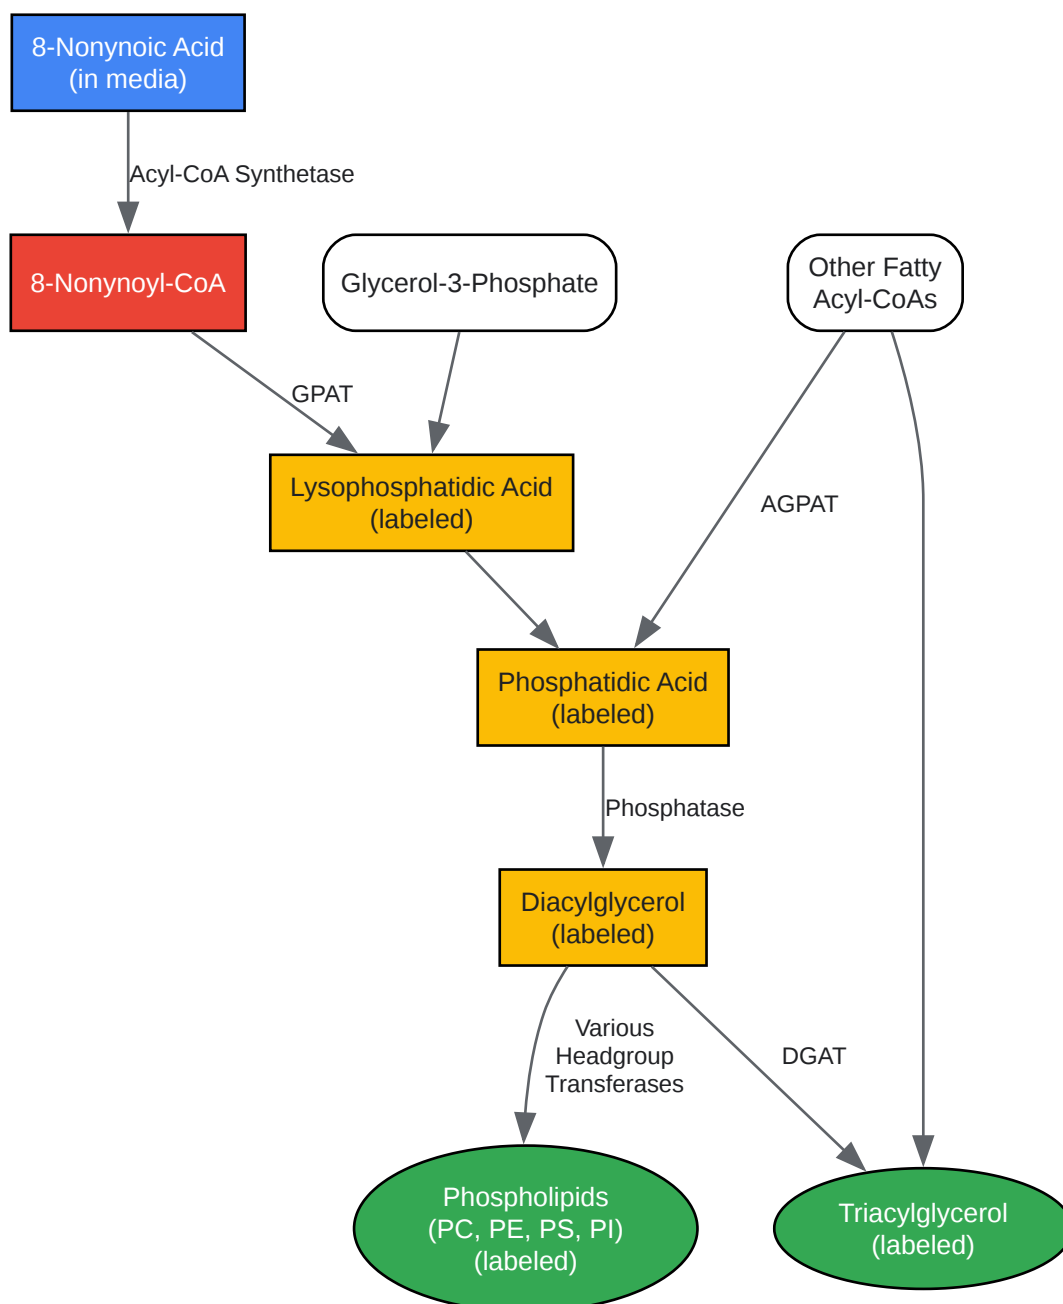 8-Nonynoic Acid
(in media)
Acyl-CoA Synthetase
8-Nonynoyl-CoA
Glycerol-3-Phosphate
Other Fatty
Acyl-CoAs
GPAT
Lysophosphatidic Acid
(labeled)
AGPAT
Phosphatidic Acid
(labeled)
Phosphatase
Diacylglycerol
(labeled)
Various
Headgroup
Transferases
DGAT
Phospholipids
(PC, PE, PS, PI)
(labeled)
Triacylglycerol
(labeled)